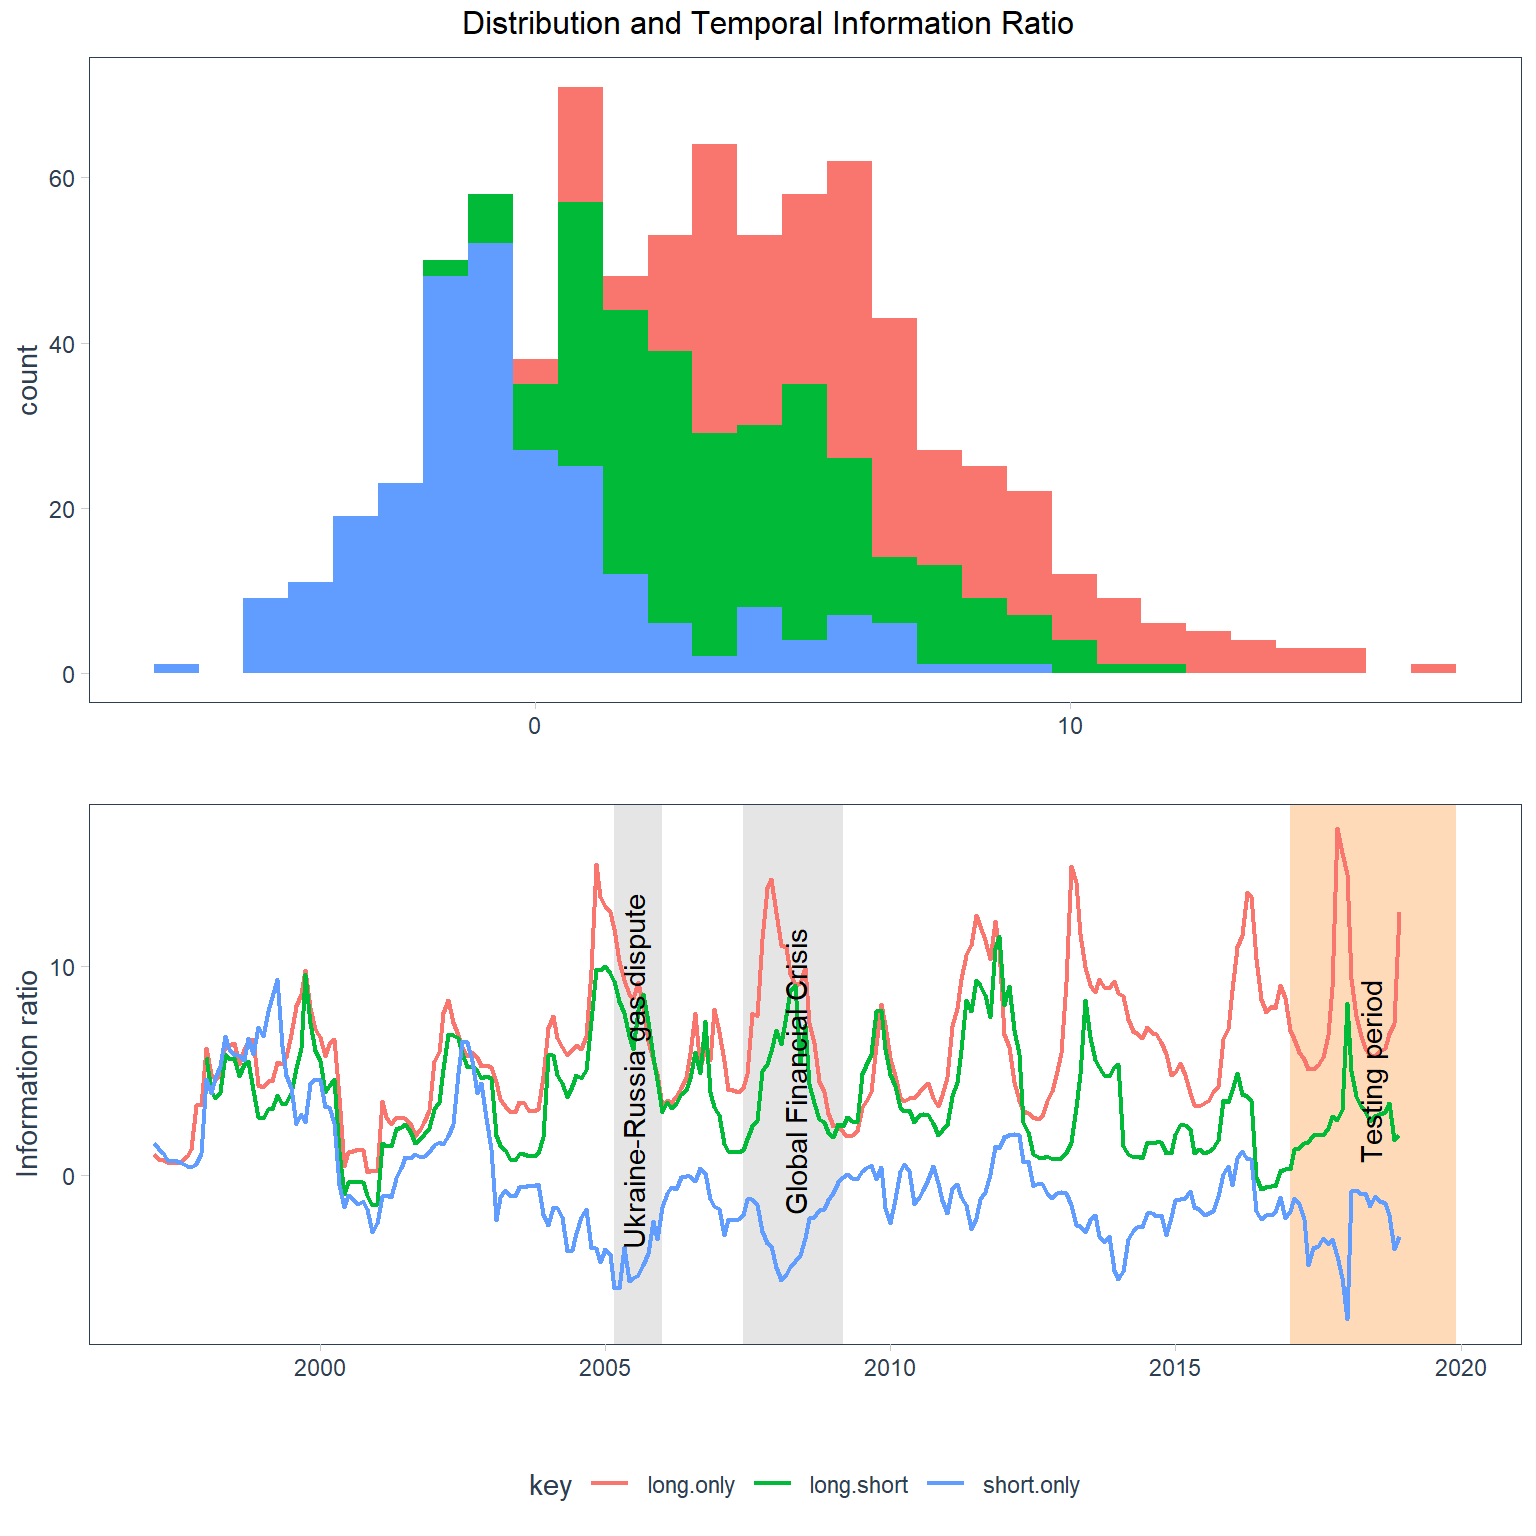 Distribution and Temporal Information Ratio
count
60
40
20
0
0
10
Information ratio
10
0
Ukraine-Russia gas dispute
Global Financial Crisis
Testing period
2000
2005
2010
2015
2020
key
long.only
long.short
short.only